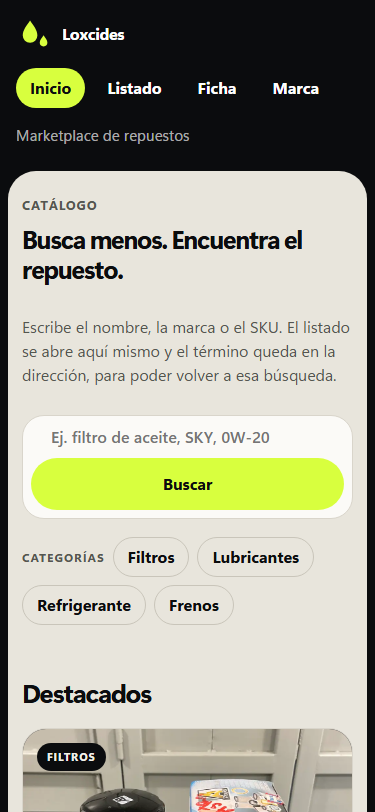 Loxcides
Inicio Listado Ficha Marca
Marketplace de repuestos
CATÁLOGO
Busca menos. Encuentra el
repuesto.
Escribe el nombre, la marca o el SKU. El listado
se abre aquí mismo y el término queda en la
dirección, para poder volver a esa búsqueda.
Ej. filtro de aceite, SKY, 0W-20
Buscar
CATEGORÍAS Filtros Lubricantes
Refrigerante Frenos
Destacados
FILTROS